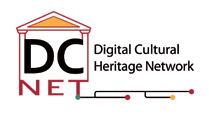 DC
NET
Digital Cultural
Heritage Network